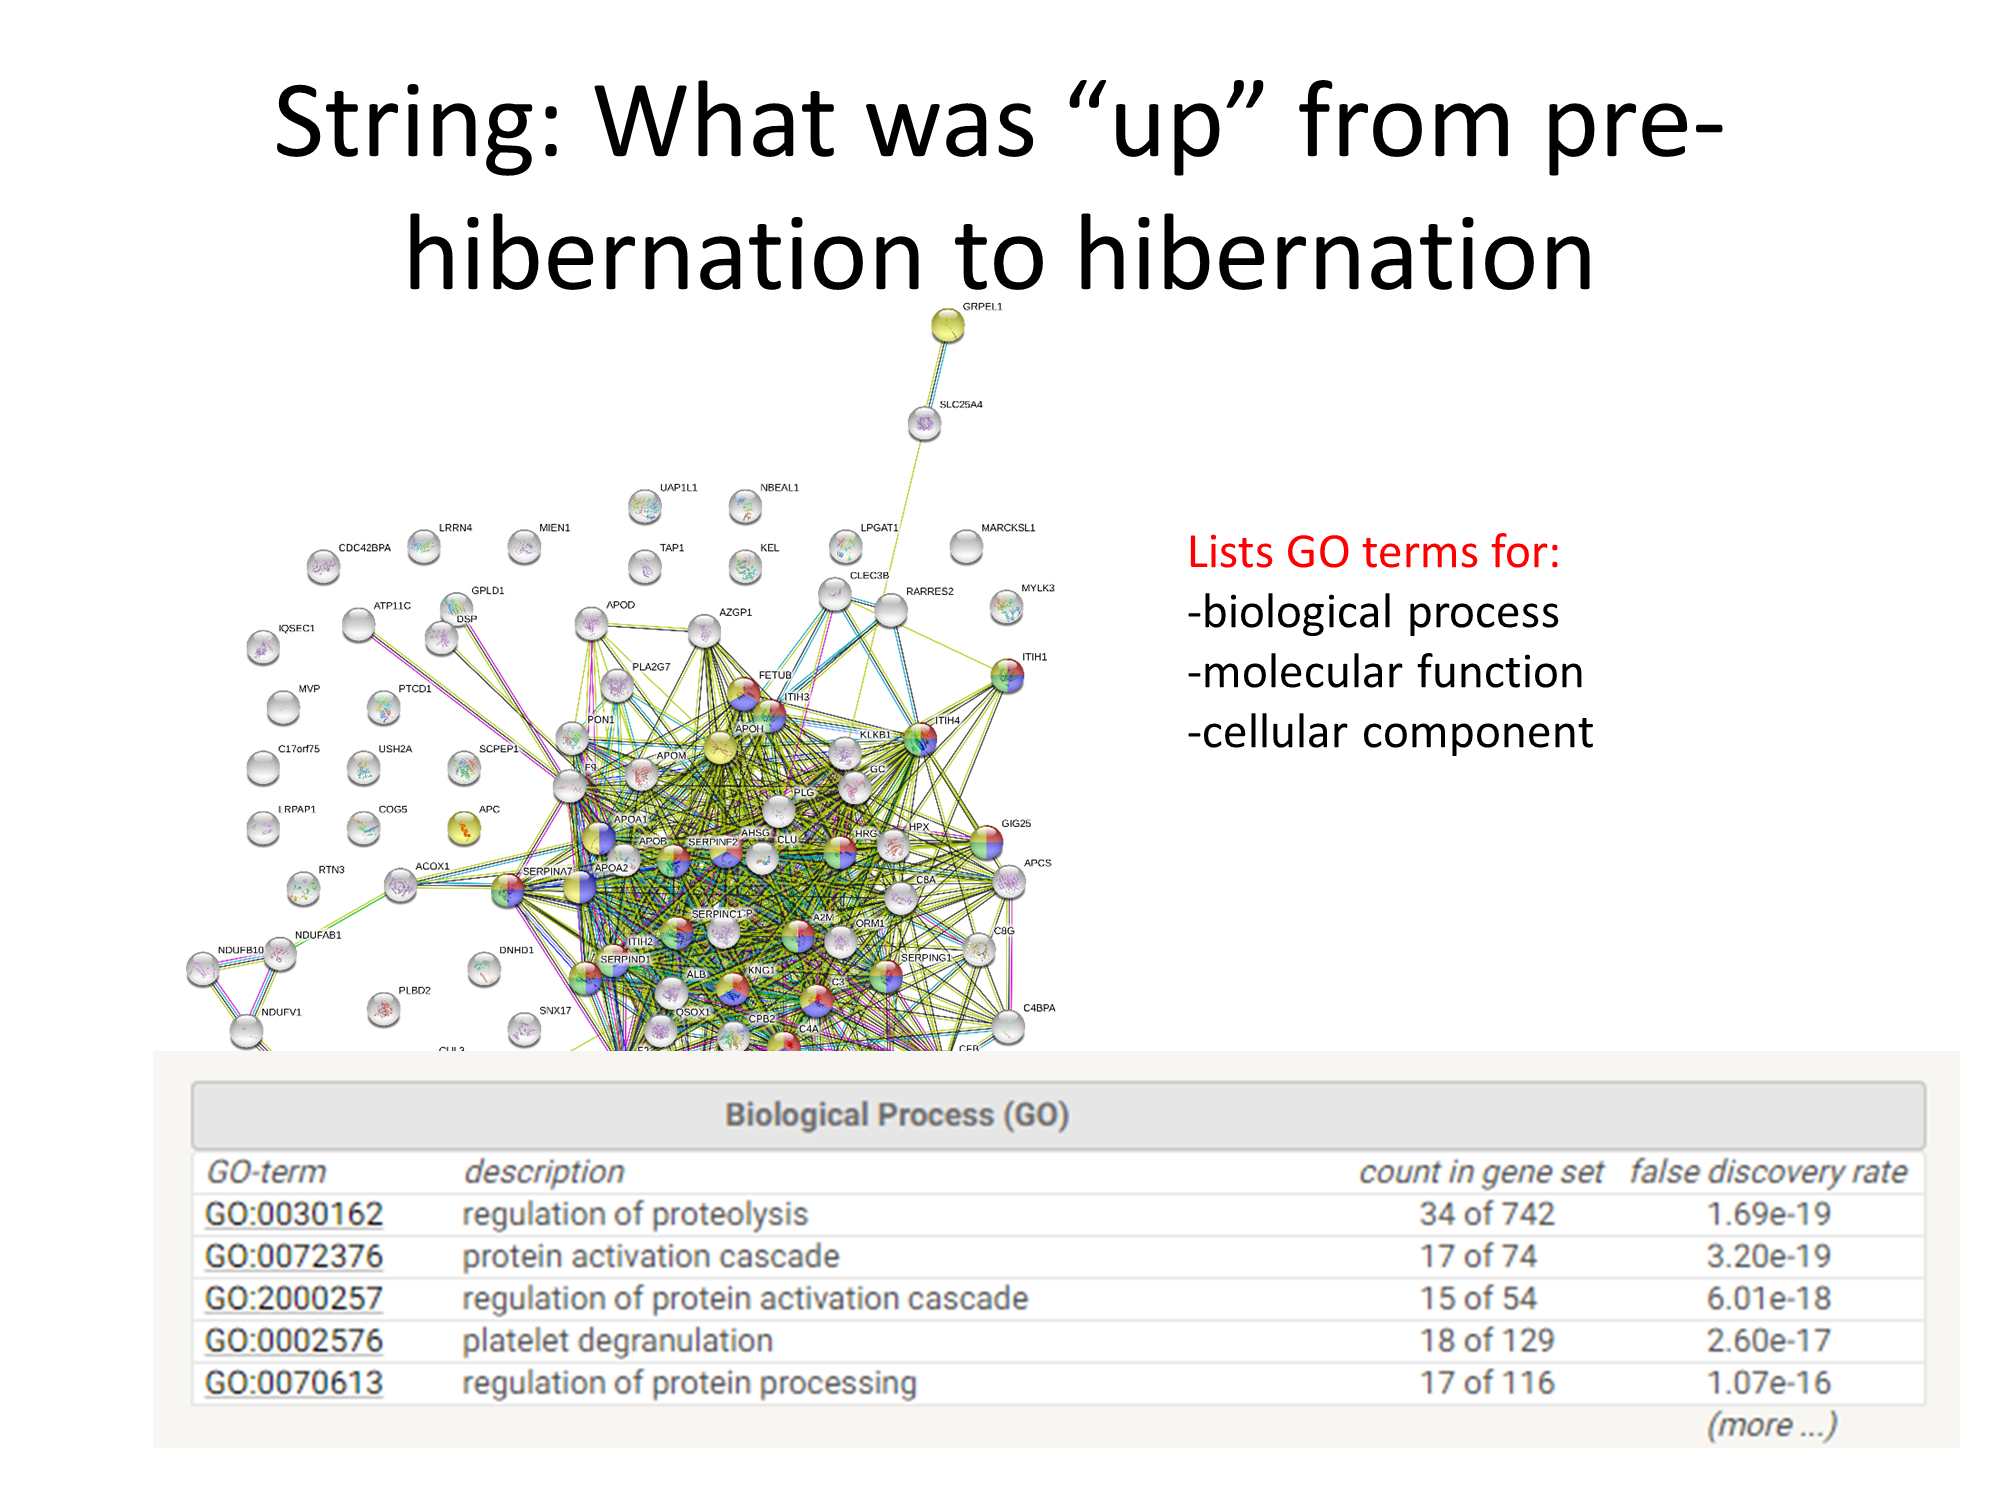 String: What was “up” from pre-
hibernation to hibernation
GRPEL1
SLC25A4
UAP1L1
NBEAL1
LRRN4
MIEN1
LPGAT1
MARCKSL1
CDC42BPA
TAP1
KEL
CLEC3B
RARRES2
MYLK3
ATP11C
GPLD1
DSP
APOD
AZGP1
IQSEC1
ITIH1
PLA2G7
FETUB
ITIH3
MVP
PTCD1
PON1
APOH
ITIH4
KLKB1
C17orf75
USH2A
SCPEP1
F9
APOM
GC
PLG
LRPAP1
COG5
APC
APOA1
AHSG
HRG
HPX
GIG25
APOB
SERPINF2
CLU
RTN3
ACOX1
SERPINA7
APOA2
C8A
APCS
SERPINC1
A2M
ORM1
NDUFB10
NDUFAB1
DNHD1
ITIH2
C8G
SERPIND1
SERPING1
ALB
KNG1
C3
PLBD2
NDUFV1
SNX17
QSOX1
CPB2
C4A
C4BPA
Lists GO terms for:
-biological process
-molecular function
-cellular component
Biological Process (GO)
GO-term description count in gene set false discovery rate
GO:0030162 regulation of proteolysis 34 of 742 1.69e-19
GO:0072376 protein activation cascade 17 of 74 3.20e-19
GO:2000257 regulation of protein activation cascade 15 of 54 6.01e-18
GO:0002576 platelet degranulation 18 of 129 2.60e-17
GO:0070613 regulation of protein processing 17 of 116 1.07e-16
(more ...)